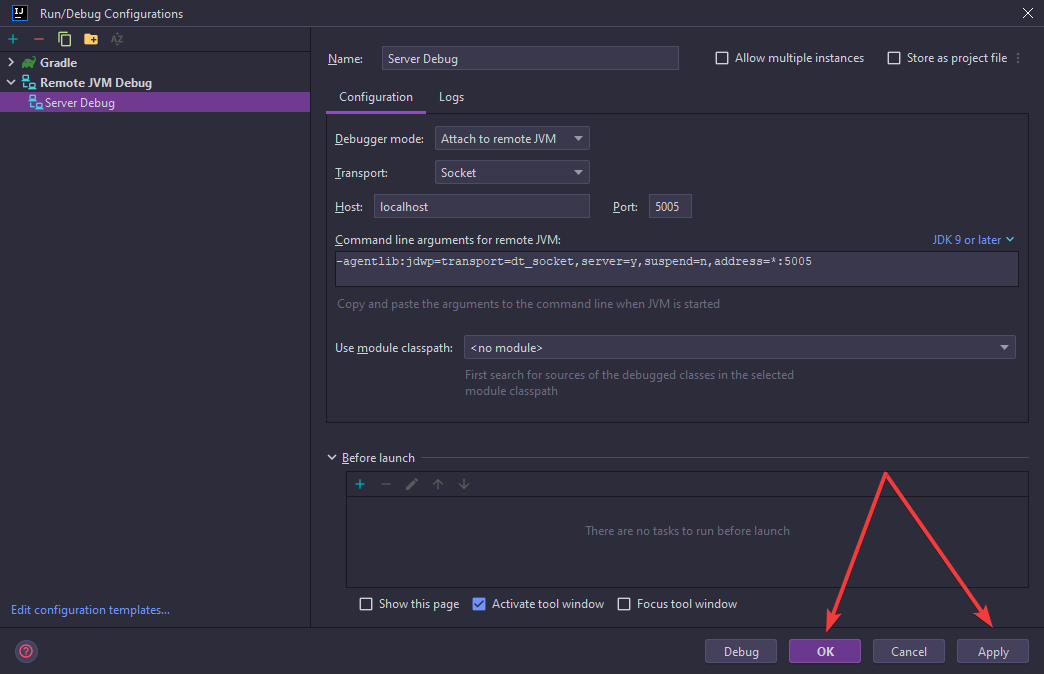 IJ
Run/Debug Configurations
Gradle
Remote JVM Debug
Server Debug
Edit configuration templates...
Name: Server Debug
Allow multiple instances
Store as project file
Configuration Logs
Debugger mode: Attach to remote JVM
Transport: Socket
Host: localhost Port: 5005
Command line arguments for remote JVM: JDK 9 or later
-agentlib:jdwp=transport=dt_socket,server=y,suspend=n,address=*:5005
Copy and paste the arguments to the command line when JVM is started
Use module classpath: <no module>
First search for sources of the debugged classes in the selected
module classpath
Before launch
There are no tasks to run before launch
Show this page Activate tool window Focus tool window
? Debug OK Cancel Apply